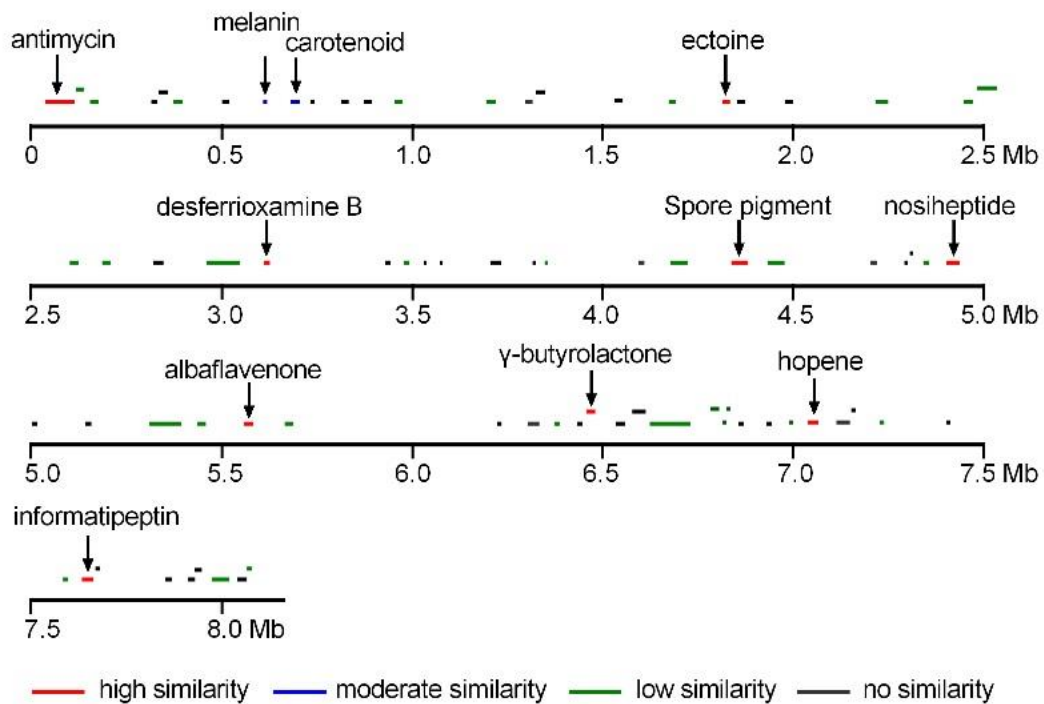 melanin
antimycin carotenoid ectoine
0 0.5 1.0 1.5 2.0 2.5 Mb
desferrioxamine B Spore pigment nosiheptide
2.5 3.0 3.5 4.0 4.5 5.0 Mb
albaflavenone γ-butyrolactone hopene
5.0 5.5 6.0 6.5 7.0 7.5 Mb
informatipeptin
7.5 8.0 Mb
high similarity moderate similarity low similarity no similarity